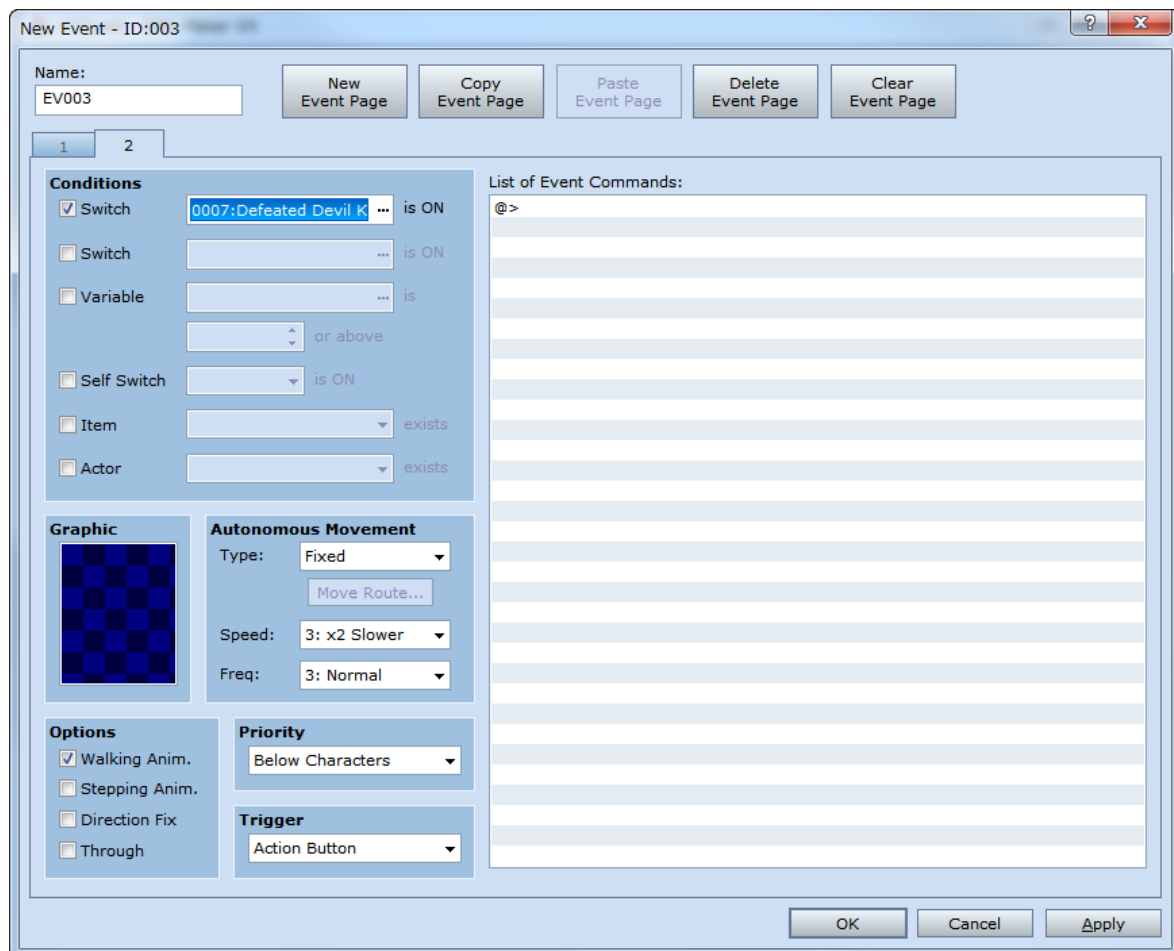 New Event - ID:003
Name:
EV003
New
Event Page
Copy
Event Page
Paste
Event Page
Delete
Event Page
Clear
Event Page
1
2
Conditions
Switch 0007:Defeated Devil K ... is ON
Switch ... is ON
Variable ... is
or above
Self Switch is ON
Item exists
Actor exists
Graphic
Autonomous Movement
Type: Fixed
Move Route...
Speed: 3: x2 Slower
Freq: 3: Normal
Options
Walking Anim.
Stepping Anim.
Direction Fix
Through
Priority
Below Characters
Trigger
Action Button
List of Event Commands:
@>
OK
Cancel
Apply